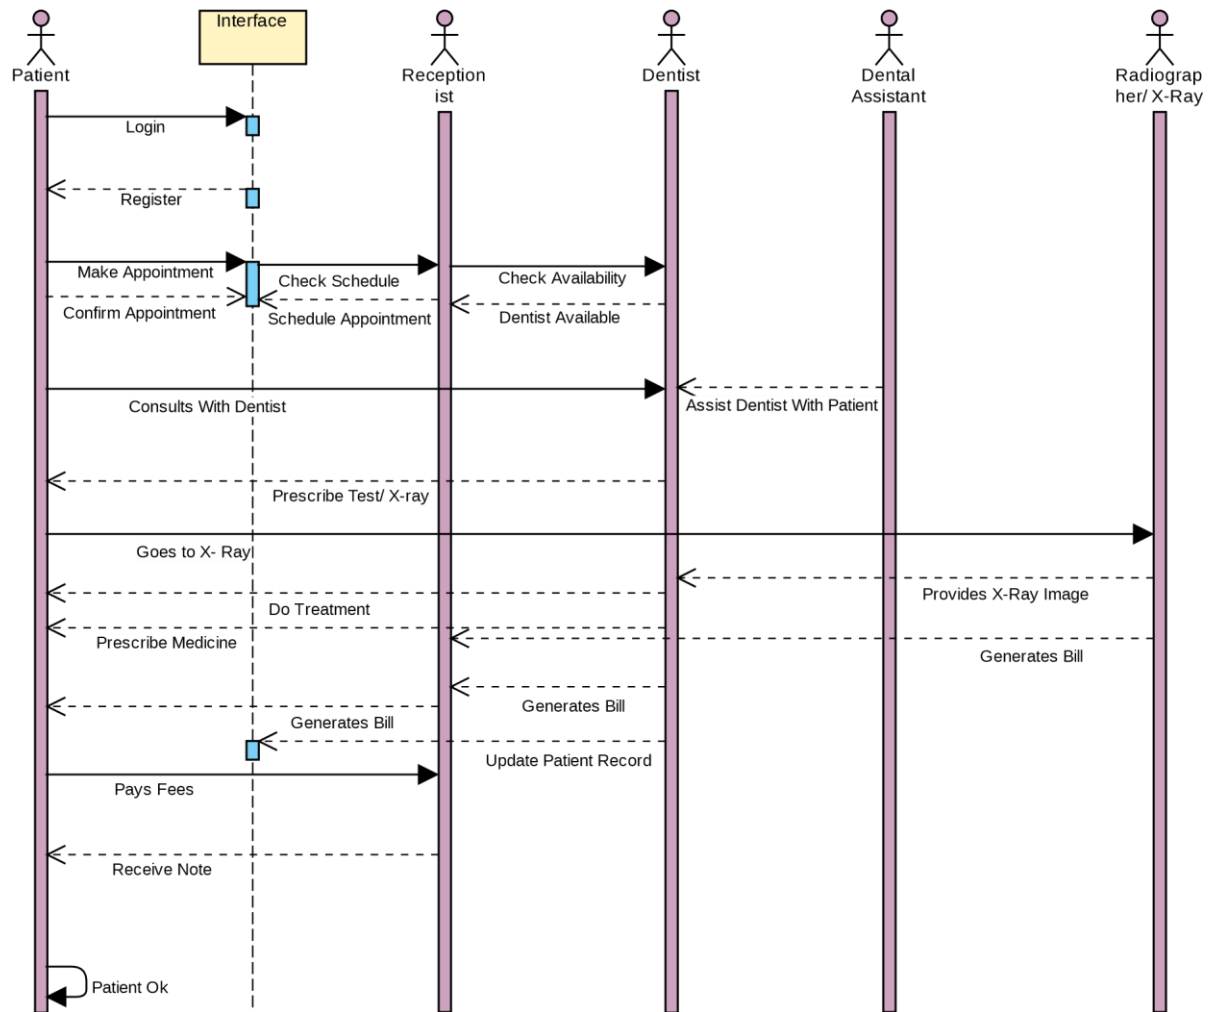 Interface
Patient
Reception
ist
Dentist
Dental
Assistant
Radiograp
her/ X-Ray
Login
Register
Make Appointment
Check Schedule
Check Availability
Confirm Appointment
Schedule Appointment
Dentist Available
Consults With Dentist
Assist Dentist With Patient
Prescribe Test/ X-ray
Goes to X- Ray
Provides X-Ray Image
Do Treatment
Prescribe Medicine
Generates Bill
Generates Bill
Generates Bill
Update Patient Record
Pays Fees
Receive Note
Patient Ok